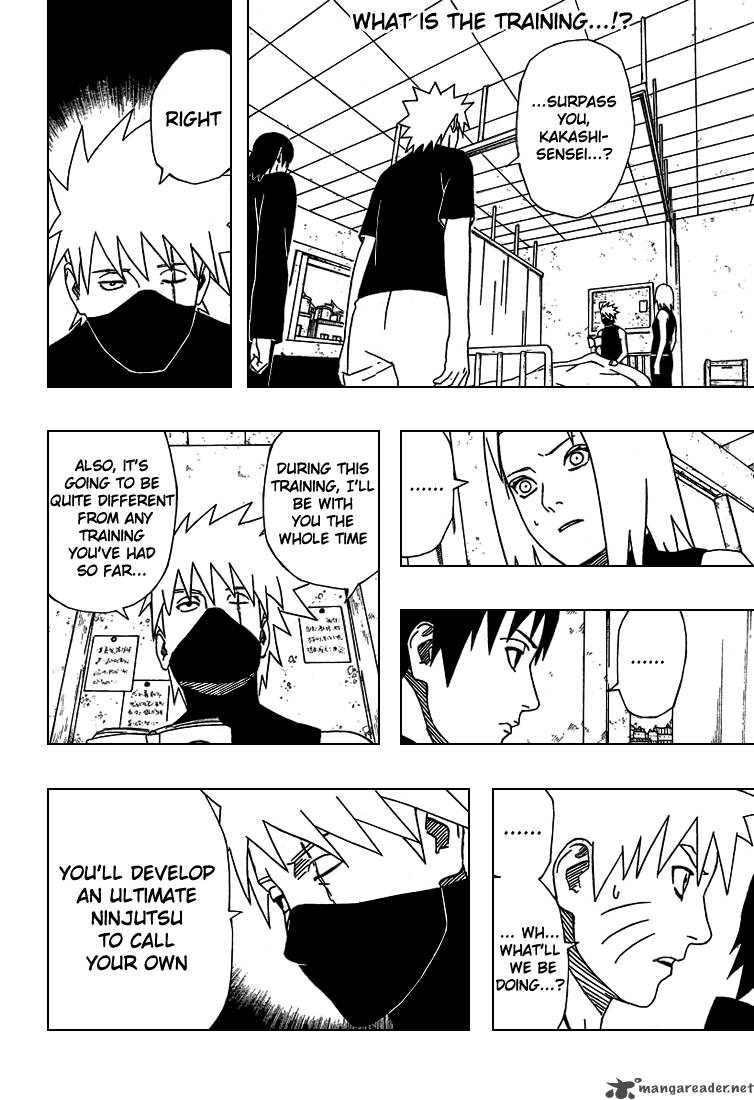 WHAT IS THE TRAINING...!?
...SURPASS
YOU,
KAKASHI-
SENSEI...?
RIGHT
......
......
DURING THIS
TRAINING, I'LL
BE WITH
YOU THE
WHOLE TIME
ALSO, IT'S
GOING TO BE
QUITE DIFFERENT
FROM ANY
TRAINING
YOU'VE HAD
SO FAR...
......
... WH...
WHAT'LL
WE BE
DOING...?
YOU'LL DEVELOP
AN ULTIMATE
NINJUTSU
TO CALL
YOUR OWN
mangareader.net